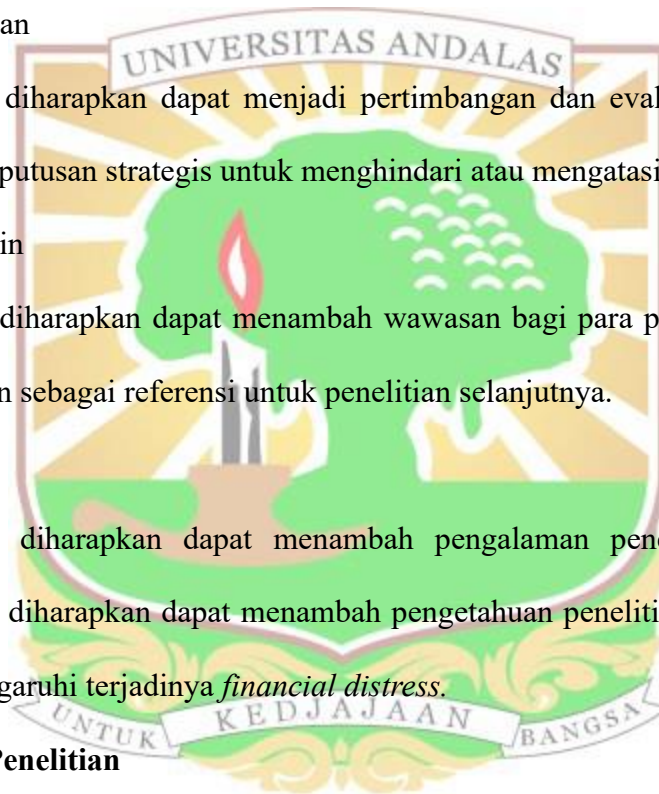 an
UNIVERSITAS ANDALAS
diharapkan dapat menjadi pertimbangan dan eval
putusan strategis untuk menghindari atau mengatasi
in
diharapkan dapat menambah wawasan bagi para p
n sebagai referensi untuk penelitian selanjutnya.
diharapkan dapat menambah pengalaman pene
diharapkan dapat menambah pengetahuan peneliti
garuhi terjadinya financial distress.
UNTUK KEDJAJAAN BANGSA
Penelitian